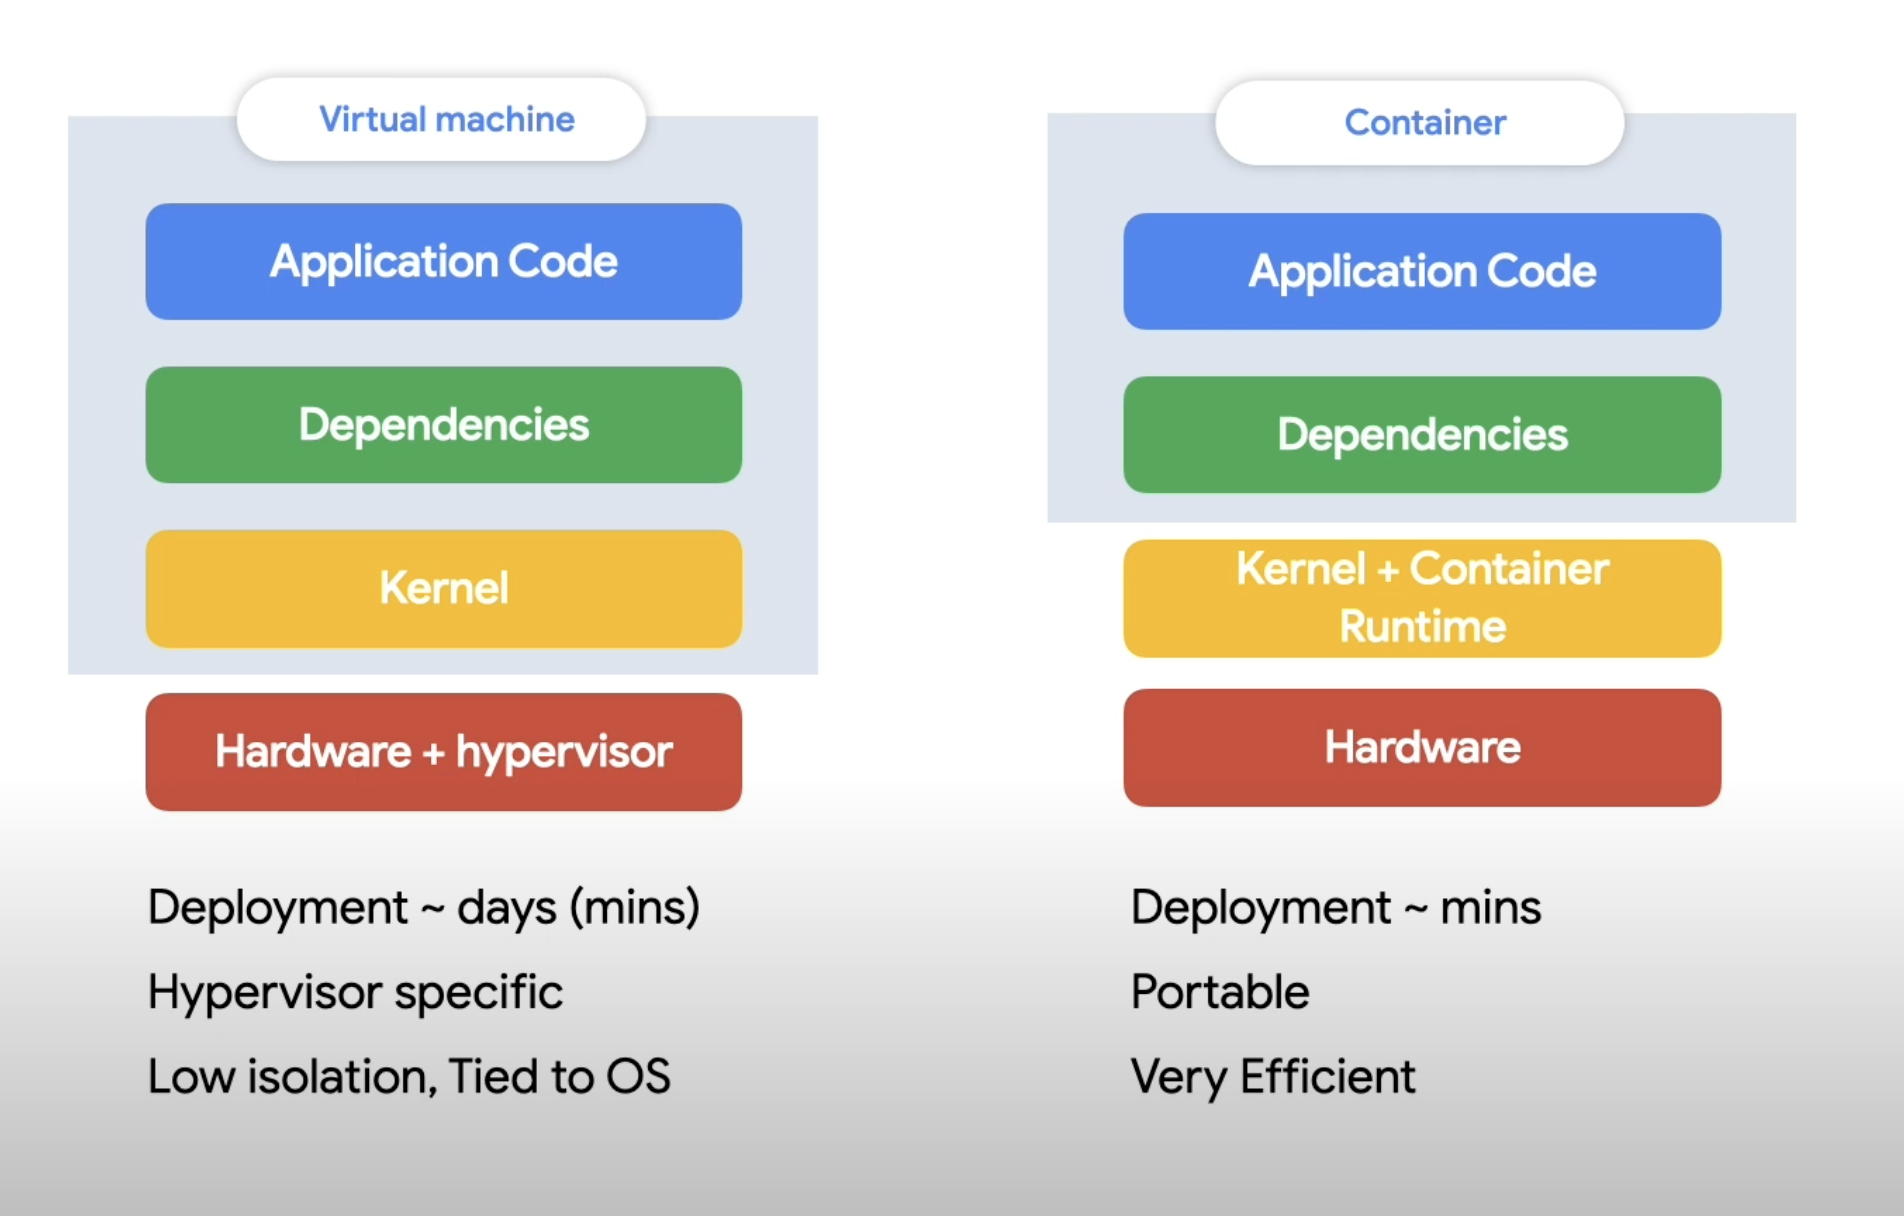 Virtual machine
Application Code
Dependencies
Kernel
Hardware + hypervisor
Deployment ~ days (mins)
Hypervisor specific
Low isolation, Tied to OS
Container
Application Code
Dependencies
Kernel + Container
Runtime
Hardware
Deployment ~ mins
Portable
Very Efficient